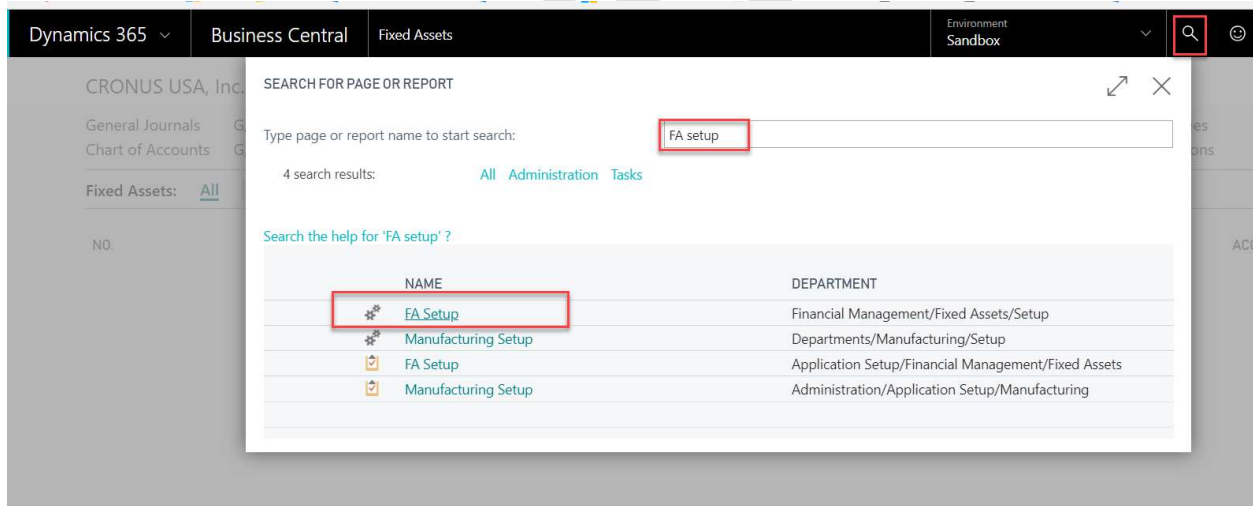 Dynamics 365 Business Central Fixed Assets Environment
Sandbox
CRONUS USA, Inc. SEARCH FOR PAGE OR REPORT
General Journals G
Type page or report name to start search: FA setup
Chart of Accounts G ons
4 search results: All Administration Tasks
Fixed Assets: All
Search the help for 'FA setup' ?
NO. ACC
NAME DEPARTMENT
FA Setup Financial Management/Fixed Assets/Setup
Manufacturing Setup Departments/Manufacturing/Setup
FA Setup Application Setup/Financial Management/Fixed Assets
Manufacturing Setup Administration/Application Setup/Manufacturing